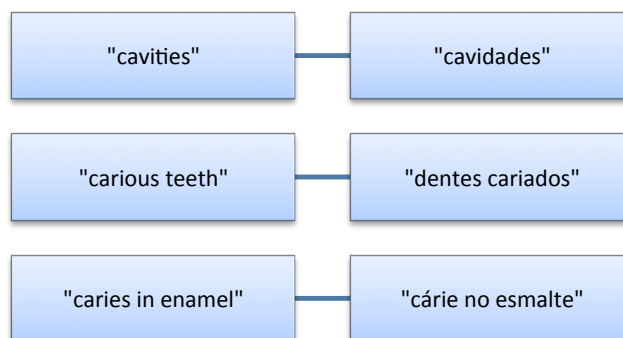 "cavities"
"cavidades"
"carious teeth"
"dentes cariados"
"caries in enamel"
"cárie no esmalte"